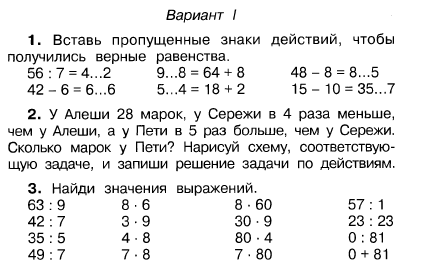 Вариант I
1. Вставь пропущенные знаки действий, чтобы
получились верные равенства.
56 : 7 = 4...2 9...8 = 64 + 8 48 – 8 = 8...5
42 – 6 = 6...6 5...4 = 18 + 2 15 – 10 = 35...7
2. У Алеши 28 марок, у Сережи в 4 раза меньше,
чем у Алеши, а у Пети в 5 раз больше, чем у Сережи.
Сколько марок у Пети? Нарисуй схему, соответствую-
щую задаче, и запиши решение задачи по действиям.
3. Найди значения выражений.
63 : 9 8 · 6 8 · 60 57 : 1
42 : 7 3 · 9 30 · 9 23 : 23
35 : 5 4 · 8 80 · 4 0 : 81
49 : 7 7 · 8 7 · 80 0 + 81